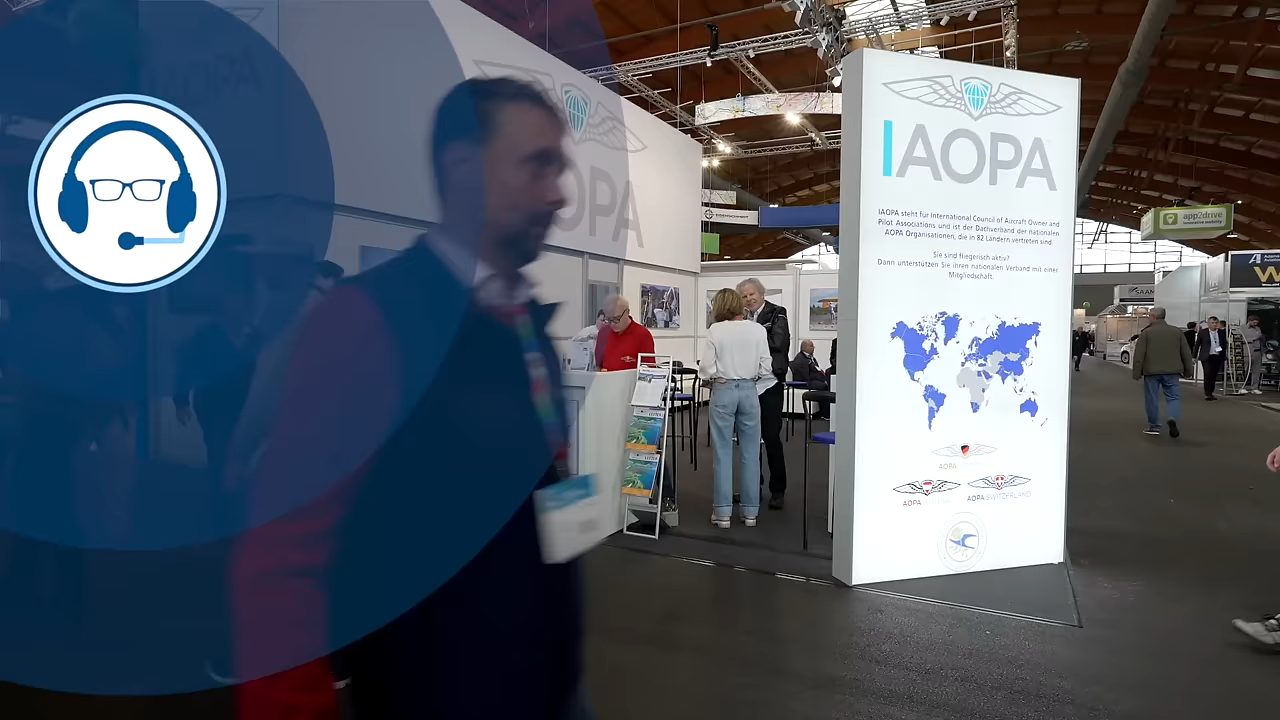 IAOPA
IAOPA steht für International Council of Aircraft Owner and
Pilot Associations und ist der Dachverband der nationalen
AOPA Organisationen, die in 82 Ländern vertreten sind.
Sie sind fliegerisch aktiv?
Dann unterstützen Sie ihren nationalen Verband mit einer
Mitgliedschaft.
AOPA
AOPA
AOPA SWITZERLAND
AOPA
app2drive
innovative mobility